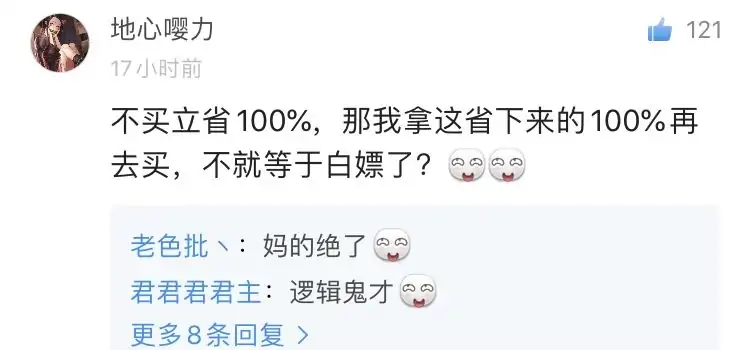 地心嘤力
121
17小时前
不买立省100%，那我拿这省下来的100%再
去买，不就等于白嫖了？
老色批丶：妈的绝了
君君君君主：逻辑鬼才
更多8条回复 >